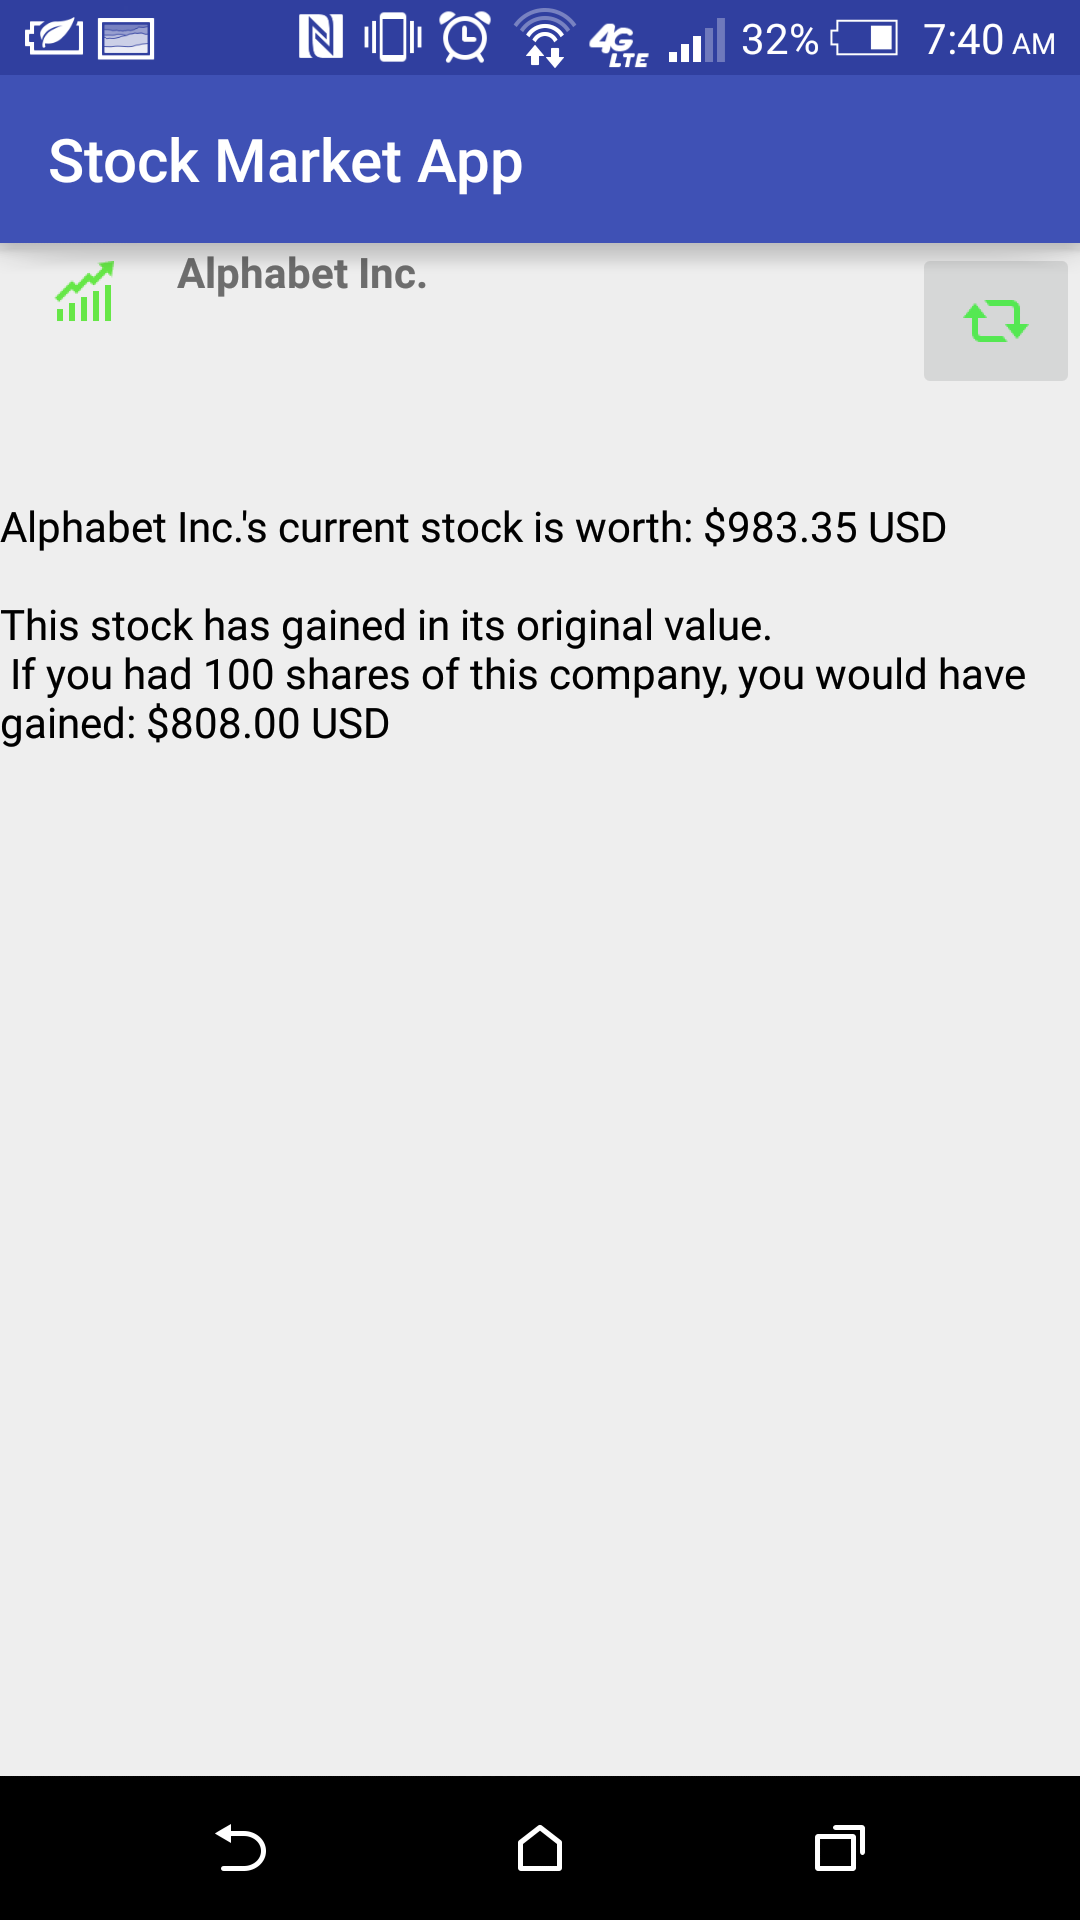 4G LTE 32% 7:40 AM
Stock Market App
Alphabet Inc.
Alphabet Inc.'s current stock is worth: $983.35 USD
This stock has gained in its original value.
If you had 100 shares of this company, you would have
gained: $808.00 USD